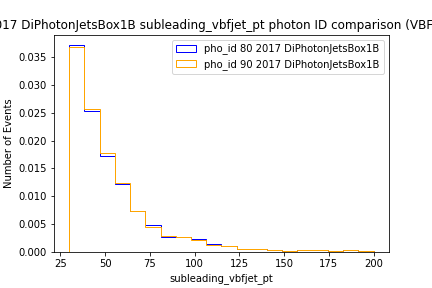 017 DiPhotonJetsBox1B subleading_vbfjet_pt photon ID comparison (VBF
pho_id 80 2017 DiPhotonJetsBox1B
pho_id 90 2017 DiPhotonJetsBox1B
Number of Events
0.035
0.030
0.025
0.020
0.015
0.010
0.005
0.000
25 50 75 100 125 150 175 200
subleading_vbfjet_pt